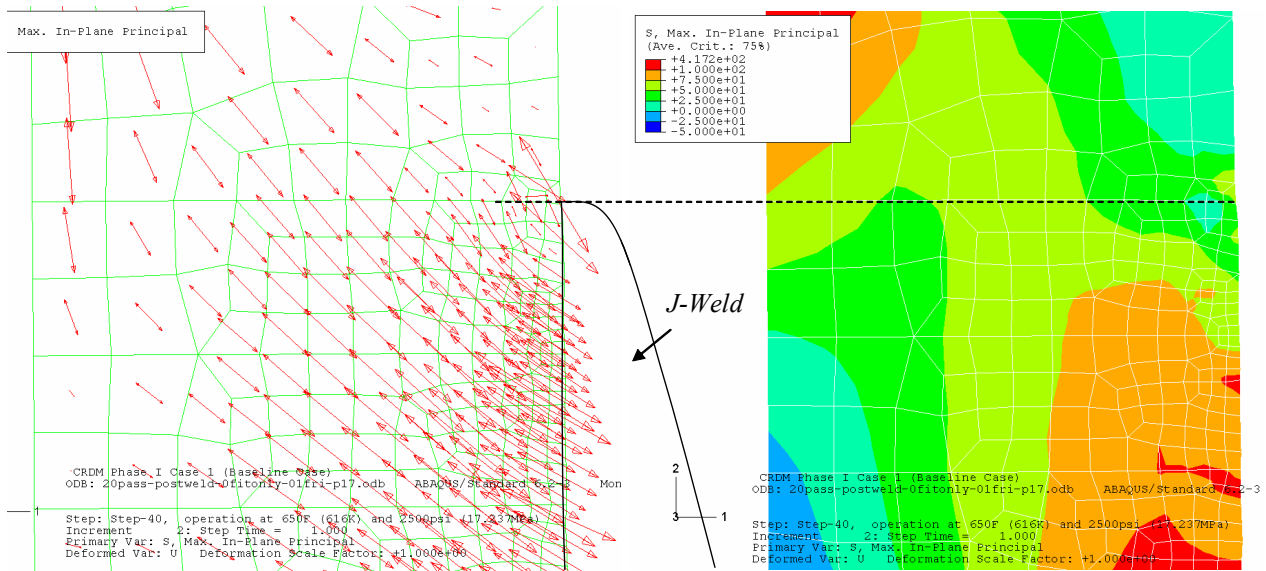 Max. In-Plane Principal
S, Max. In-Plane Principal
(Ave. Crit.: 75%)
+4.172e+02
+1.000e+02
+7.500e+01
+5.000e+01
+2.500e+01
+0.000e+00
-2.500e+01
-5.000e+01
J-Weld
CRDM Phase I Case 1 (Baseline Case)
ODB: 20pass-postweld-0fitonly-01fri-p17.odb ABAQUS/Standard 6.2-3 Mon
1
Step: Step-40, operation at 650F (616K) and 2500psi (17.237MPa)
Increment 2: Step Time = 1.000
Primary Var: S, Max. In-Plane Principal
Deformed Var: U Deformation Scale Factor: +1.000e+00
2
3 1
CRDM Phase I Case 1 (Baseline Case)
ODB: 20pass-postweld-0fitonly-01fri-p17.odb ABAQUS/Standard 6.2-3
Step: Step-40, operation at 650F (616K) and 2500psi (17.237MPa)
Increment 2: Step Time = 1.000
Primary Var: S, Max. In-Plane Principal
Deformed Var: U Deformation Scale Factor: +1.000e+00